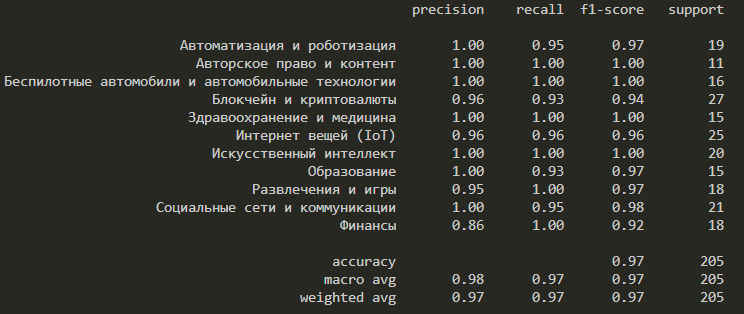 precision recall f1-score support
Автоматизация и роботизация 1.00 0.95 0.97 19
Авторское право и контент 1.00 1.00 1.00 11
Беспилотные автомобили и автомобильные технологии 1.00 1.00 1.00 16
Блокчейн и криптовалюты 0.96 0.93 0.94 27
Здравоохранение и медицина 1.00 1.00 1.00 15
Интернет вещей (IoT) 0.96 0.96 0.96 25
Искусственный интеллект 1.00 1.00 1.00 20
Образование 1.00 0.93 0.97 15
Развлечения и игры 0.95 1.00 0.97 18
Социальные сети и коммуникации 1.00 0.95 0.98 21
Финансы 0.86 1.00 0.92 18
accuracy 0.97 205
macro avg 0.98 0.97 0.97 205
weighted avg 0.97 0.97 0.97 205